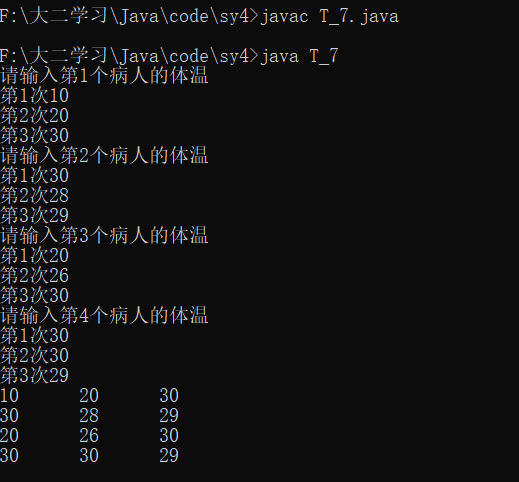 F:\大二学习\Java\code\sy4>javac T_7.java
F:\大二学习\Java\code\sy4>java T_7
请输入第1个病人的体温
第1次10
第2次20
第3次30
请输入第2个病人的体温
第1次30
第2次28
第3次29
请输入第3个病人的体温
第1次20
第2次26
第3次30
请输入第4个病人的体温
第1次30
第2次30
第3次29
10 20 30
30 28 29
20 26 30
30 30 29